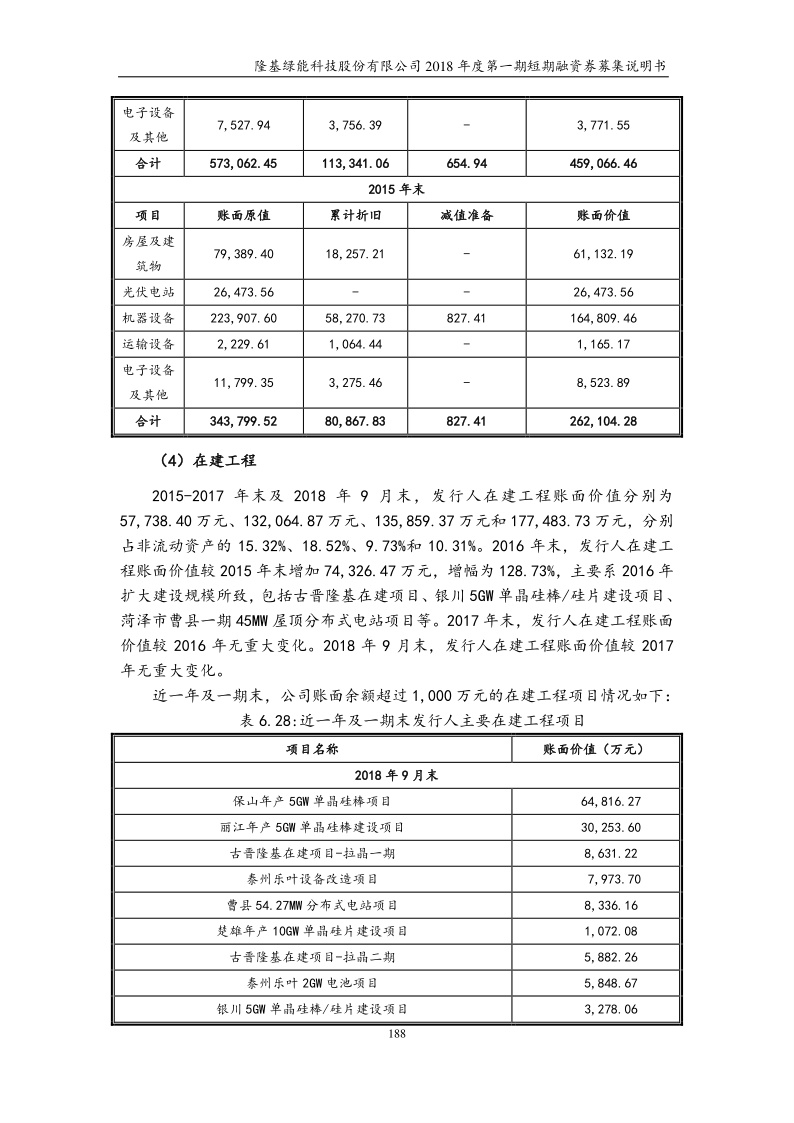 隆基绿能科技股份有限公司 2018 年度第一期短期融资券募集说明书
电子设备
及其他 7,527.94 3,756.39 - 3,771.55
合计 573,062.45 113,341.06 654.94 459,066.46
2015 年末
项目 账面原值 累计折旧 减值准备 账面价值
房屋及建
筑物 79,389.40 18,257.21 - 61,132.19
光伏电站 26,473.56 - - 26,473.56
机器设备 223,907.60 58,270.73 827.41 164,809.46
运输设备 2,229.61 1,064.44 - 1,165.17
电子设备
及其他 11,799.35 3,275.46 - 8,523.89
合计 343,799.52 80,867.83 827.41 262,104.28
（4）在建工程
2015-2017 年末及 2018 年 9 月末，发行人在建工程账面价值分别为
57,738.40 万元、132,064.87 万元、135,859.37 万元和 177,483.73 万元，分别
占非流动资产的 15.32%、18.52%、9.73%和 10.31%。2016 年末，发行人在建工
程账面价值较 2015 年末增加 74,326.47 万元，增幅为 128.73%，主要系 2016 年
扩大建设规模所致，包括古晋隆基在建项目、银川 5GW 单晶硅棒/硅片建设项目、
菏泽市曹县一期 45MW 屋顶分布式电站项目等。2017 年末，发行人在建工程账面
价值较 2016 年无重大变化。2018 年 9 月末，发行人在建工程账面价值较 2017
年无重大变化。
近一年及一期末，公司账面余额超过 1,000 万元的在建工程项目情况如下：
表 6.28:近一年及一期末发行人主要在建工程项目
项目名称 账面价值（万元）
2018 年 9 月末
保山年产 5GW 单晶硅棒项目 64,816.27
丽江年产 5GW 单晶硅棒建设项目 30,253.60
古晋隆基在建项目-拉晶一期 8,631.22
泰州乐叶设备改造项目 7,973.70
曹县 54.27MW 分布式电站项目 8,336.16
楚雄年产 10GW 单晶硅片建设项目 1,072.08
古晋隆基在建项目-拉晶二期 5,882.26
泰州乐叶 2GW 电池项目 5,848.67
银川 5GW 单晶硅棒/硅片建设项目 3,278.06
188